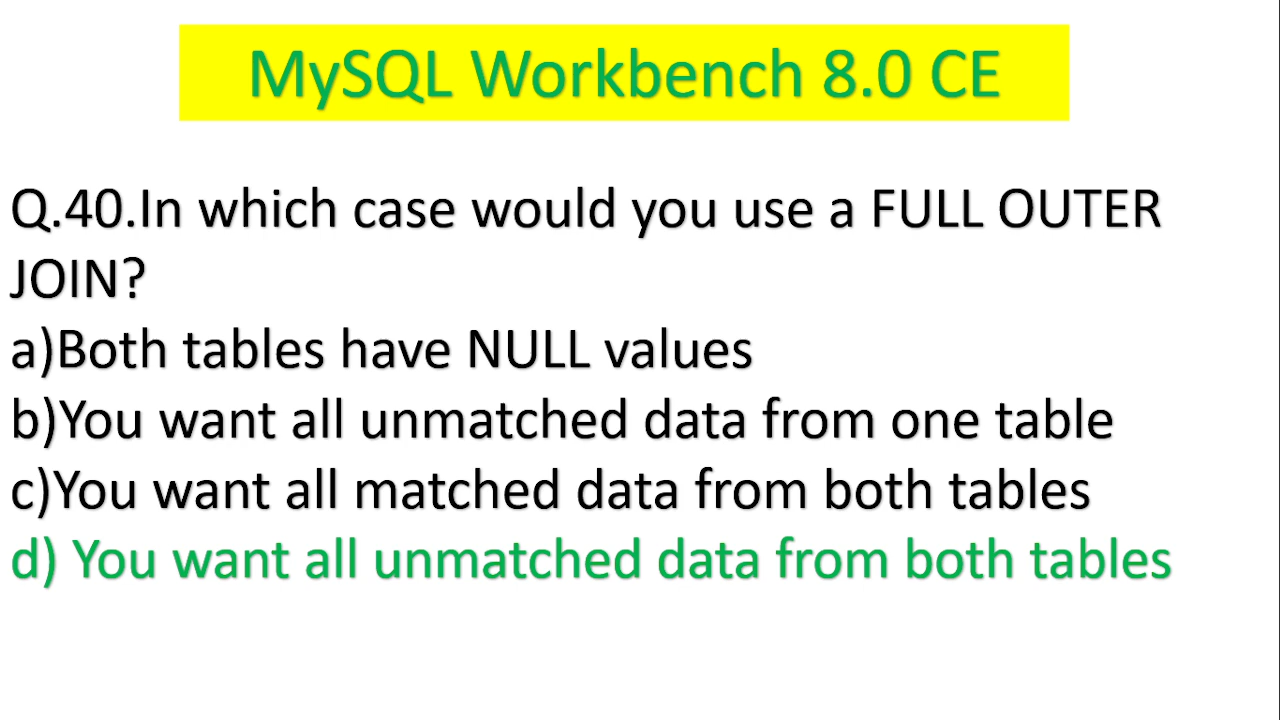 MySQL Workbench 8.0 CE
Q.40.In which case would you use a FULL OUTER
JOIN?
a)Both tables have NULL values
b)You want all unmatched data from one table
c)You want all matched data from both tables
d) You want all unmatched data from both tables